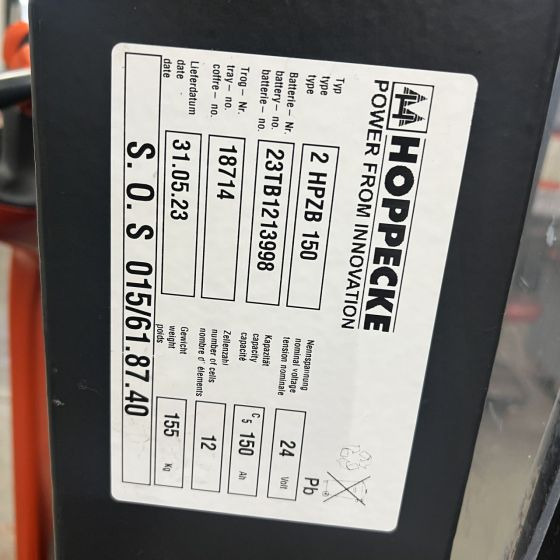 HOPPECKE
POWER FROM INNOVATION
Typ
type
type
2 HPZB 150
Batterie – Nr.
battery – no.
batterie – no.
23TB1213998
Trog – Nr.
tray – no.
coffre – no.
18714
Lieferdatum
date
date
31.05.23
Pb
Nennspannung
nominal voltage
tension nominale
24 Volt
Kapazität
capacity
capacité
C5 150 Ah
Zellenzahl
number of cells
nombre d' élements
12
Gewicht
weight
poids
155 Kg
S. O. S 015/61.87.40